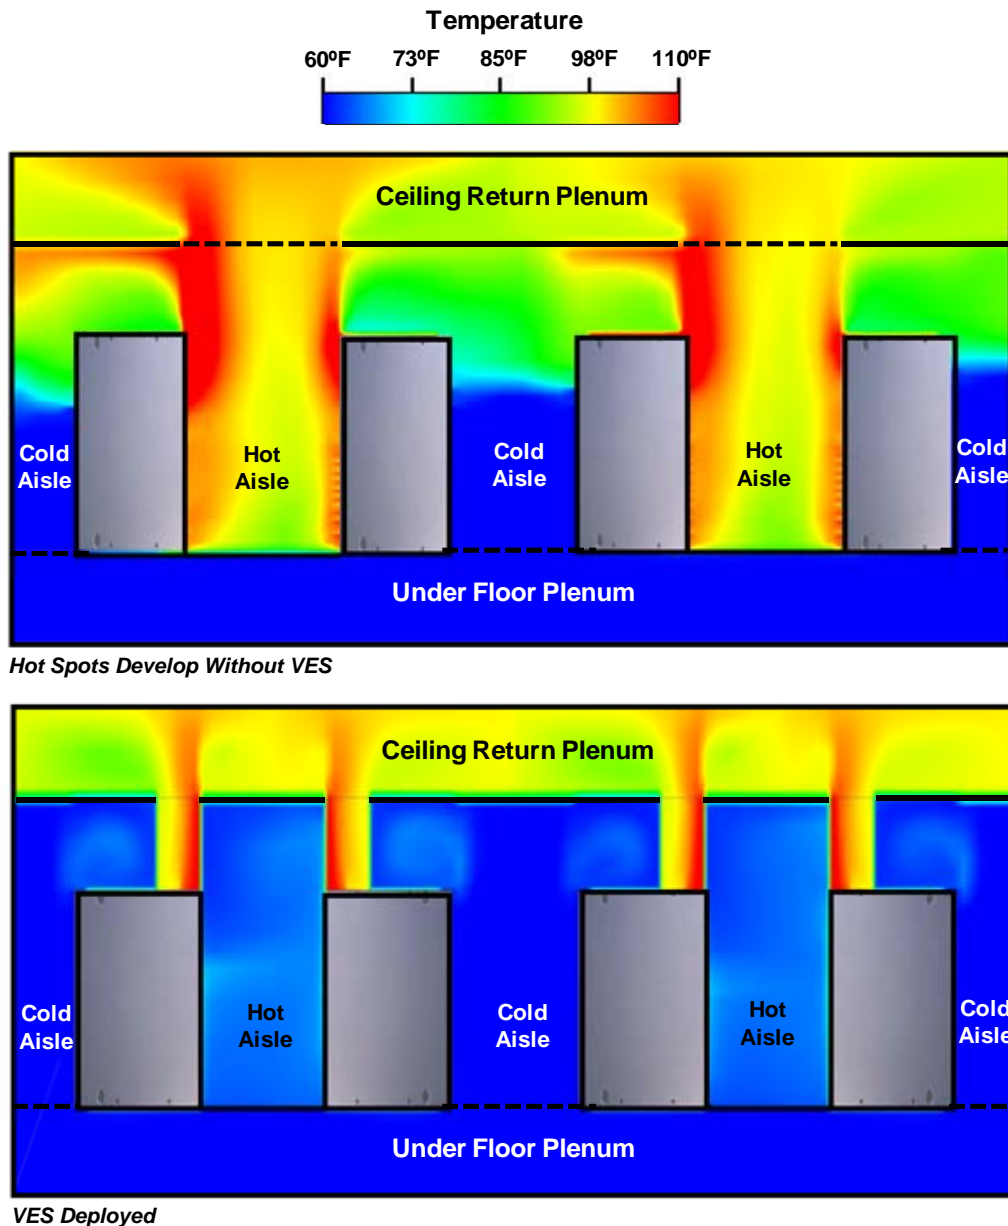 Temperature
60ºF 73ºF 85ºF 98ºF 110ºF
Ceiling Return Plenum
Cold
Aisle
Hot
Aisle
Cold
Aisle
Hot
Aisle
Cold
Aisle
Under Floor Plenum
Hot Spots Develop Without VES
Ceiling Return Plenum
Cold
Aisle
Hot
Aisle
Cold
Aisle
Hot
Aisle
Cold
Aisle
Under Floor Plenum
VES Deployed